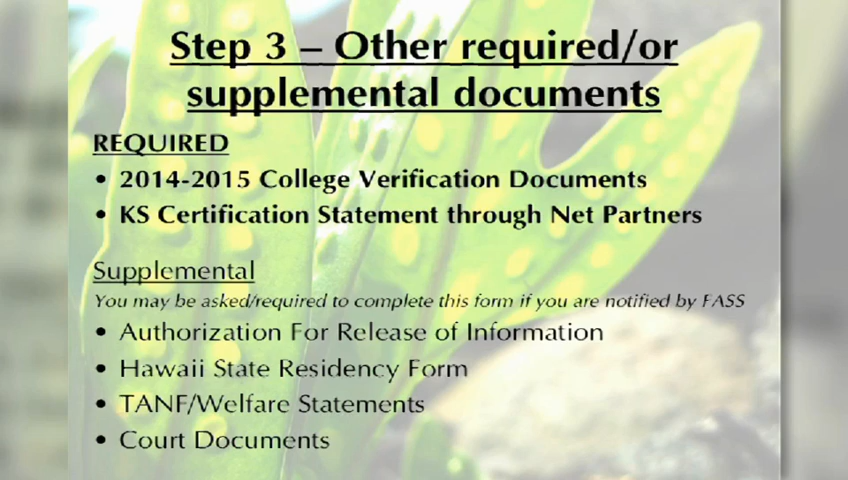 Step 3 – Other required/or
supplemental documents
REQUIRED
• 2014-2015 College Verification Documents
• KS Certification Statement through Net Partners
Supplemental
You may be asked/required to complete this form if you are notified by FASS
• Authorization For Release of Information
• Hawaii State Residency Form
• TANF/Welfare Statements
• Court Documents